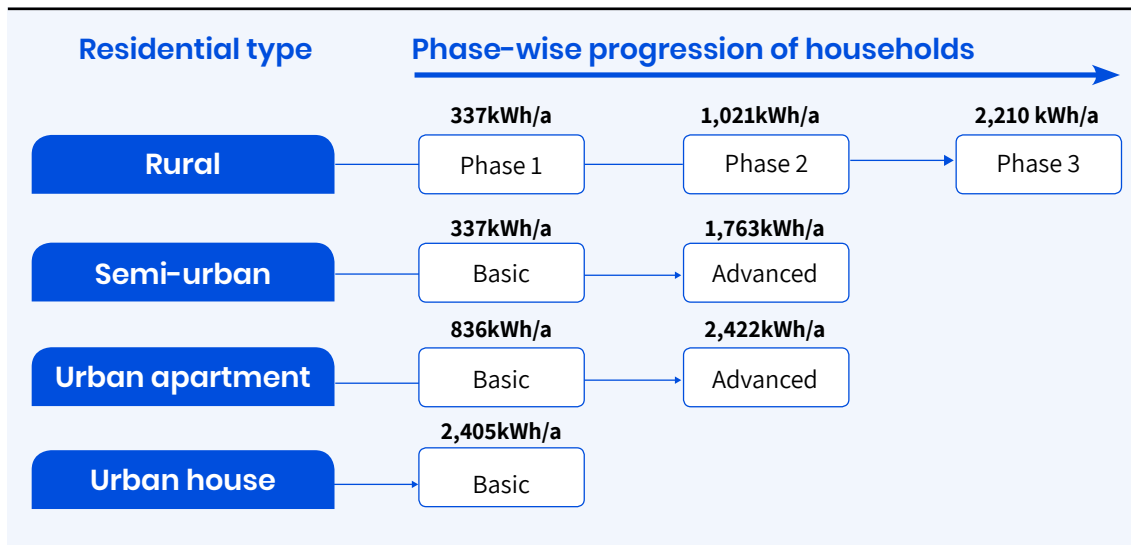 Residential type
Phase-wise progression of households
337kWh/a
1,021kWh/a
2,210 kWh/a
Rural
Phase 1
Phase 2
Phase 3
337kWh/a
1,763kWh/a
Semi-urban
Basic
Advanced
836kWh/a
2,422kWh/a
Urban apartment
Basic
Advanced
2,405kWh/a
Urban house
Basic